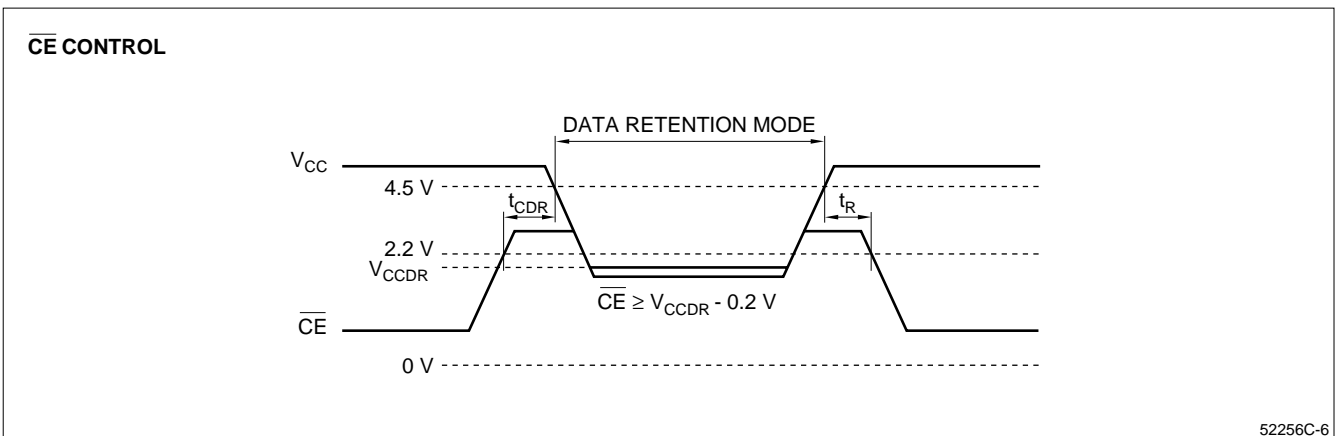 CE CONTROL
DATA RETENTION MODE
VCC
4.5 V
tCDR
tR
2.2 V
VCCDR
CE ≥ VCCDR - 0.2 V
CE
0 V
52256C-6